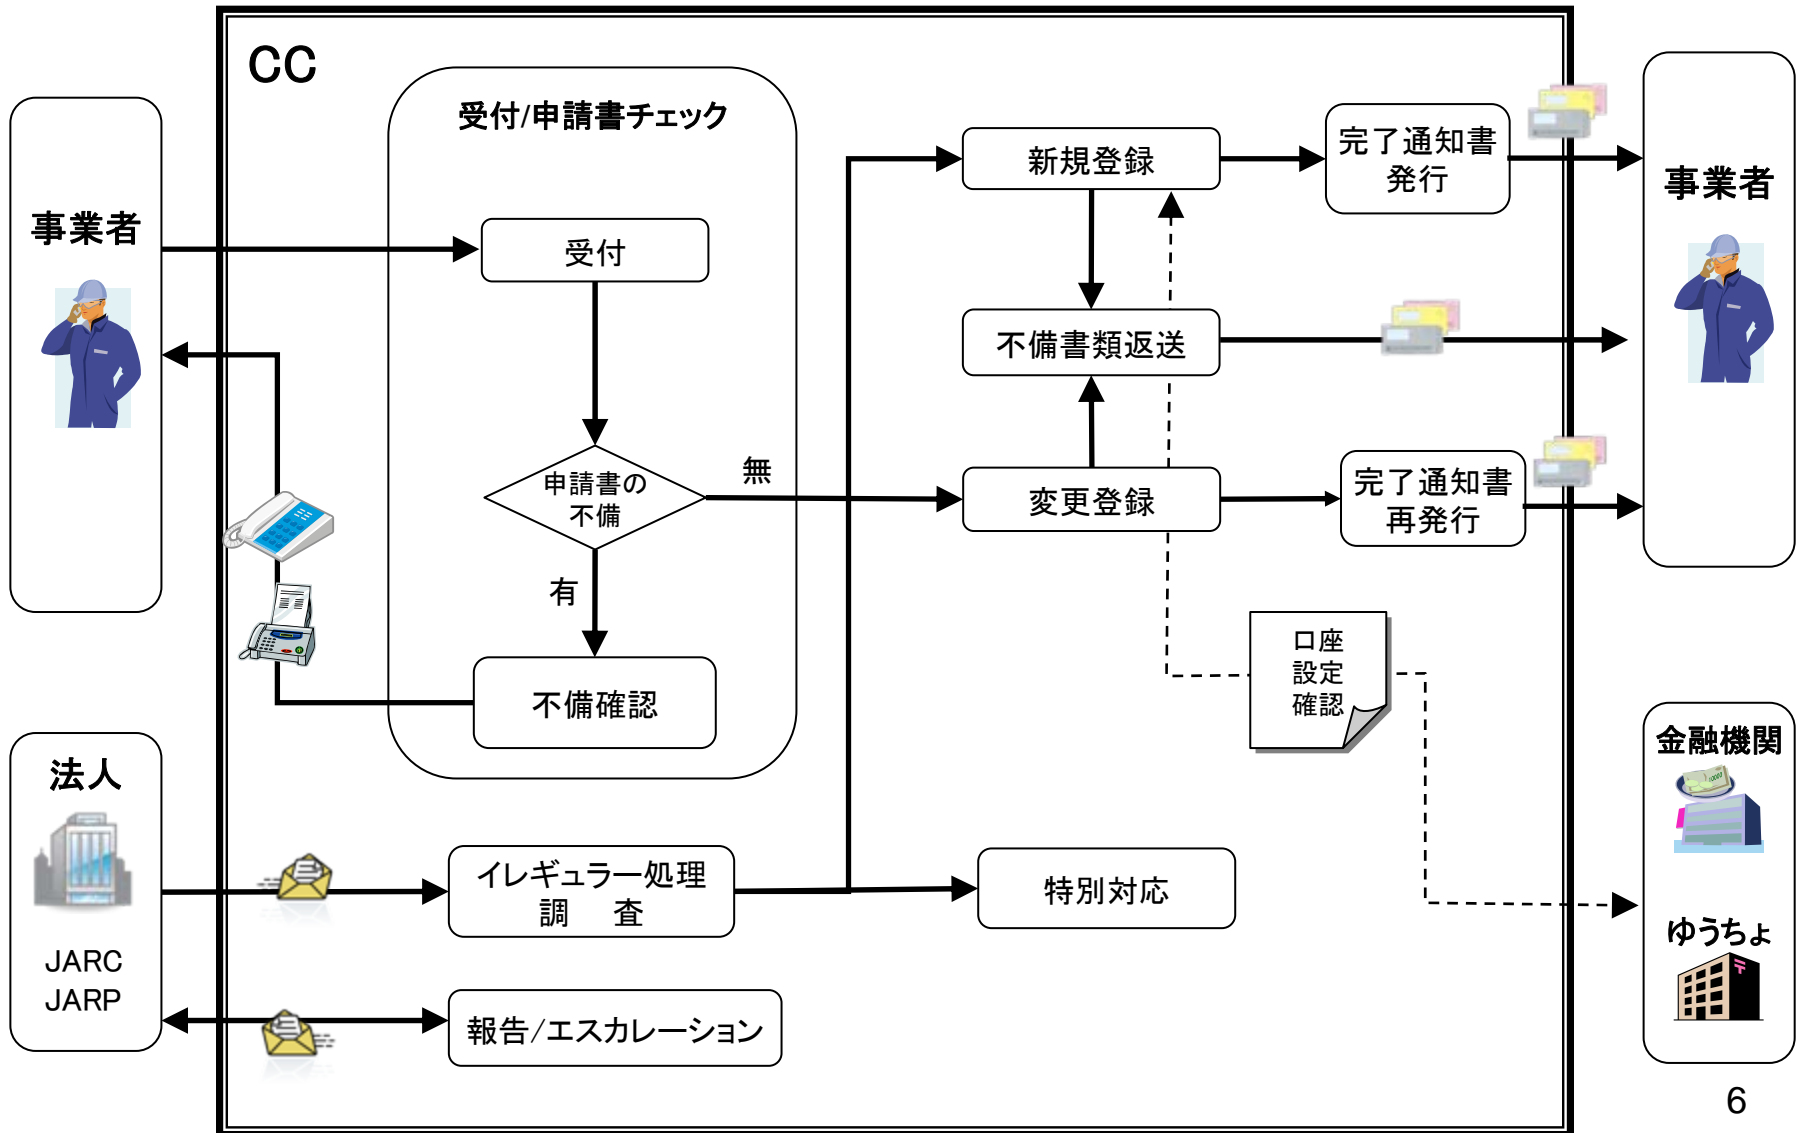 CC
受付/申請書チェック
事業者
受付
申請書の
不備
無
有
不備確認
新規登録
完了通知書
発行
不備書類返送
変更登録
完了通知書
再発行
事業者
口座
設定
確認
法人
JARC
JARP
イレギュラー処理
調　査
特別対応
報告/エスカレーション
金融機関
ゆうちょ
6